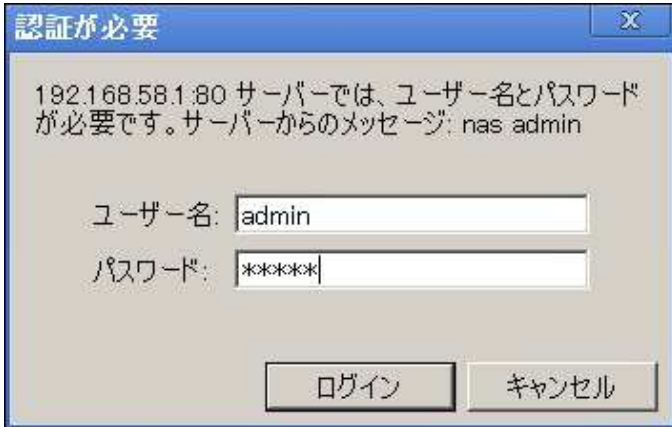 認証が必要
X
192.168.58.1:80 サーバーでは、ユーザー名とパスワード
が必要です。サーバーからのメッセージ: nas admin
ユーザー名: admin
パスワード: *****
ログイン キャンセル